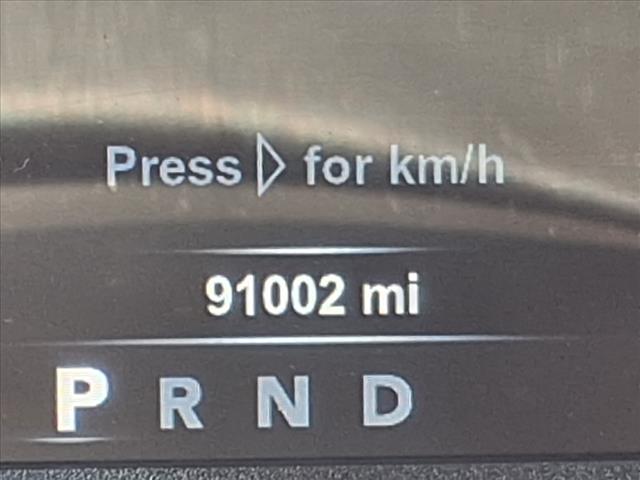 Press ▷ for km/h
91002 mi
P R N D